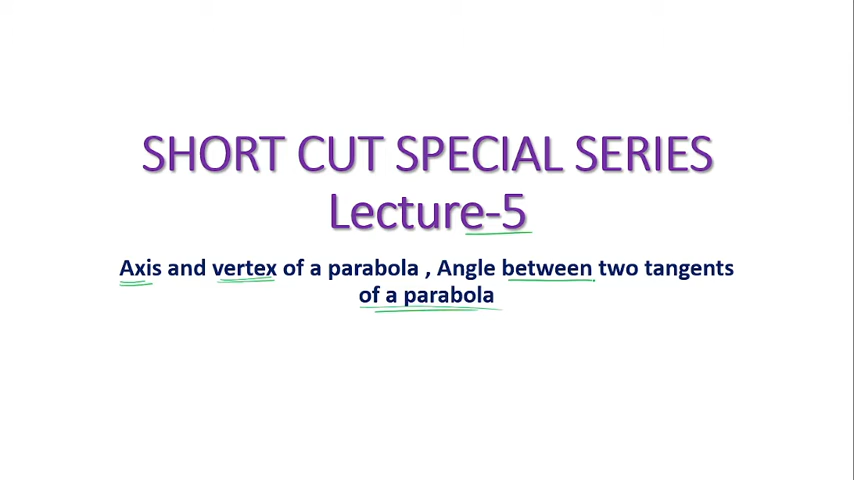 SHORT CUT SPECIAL SERIES
Lecture-5
Axis and vertex of a parabola , Angle between two tangents
of a parabola